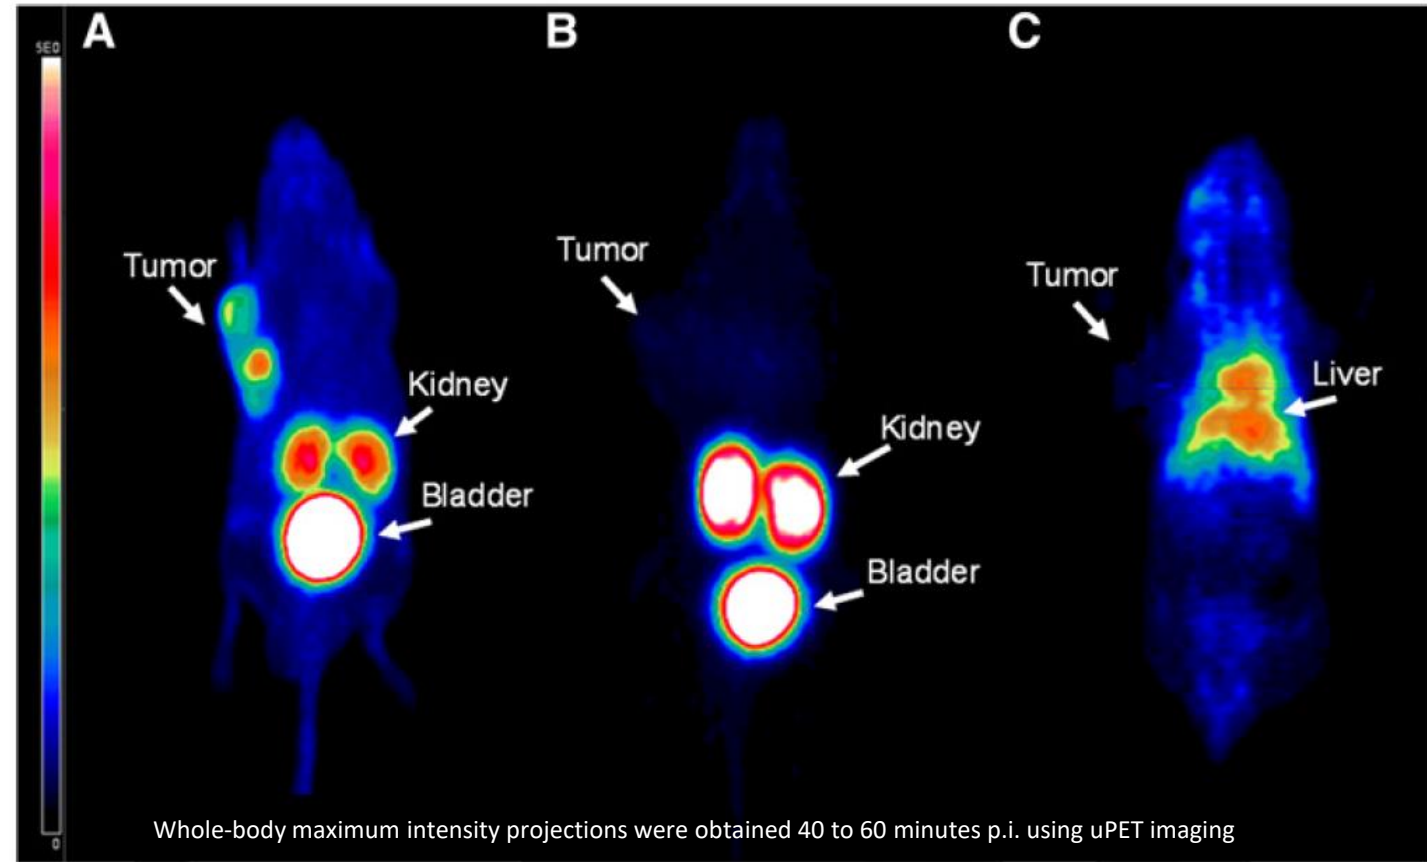 A
B
C
5E0
Tumor
Kidney
Bladder
Tumor
Kidney
Bladder
Tumor
Liver
0
Whole-body maximum intensity projections were obtained 40 to 60 minutes p.i. using uPET imaging